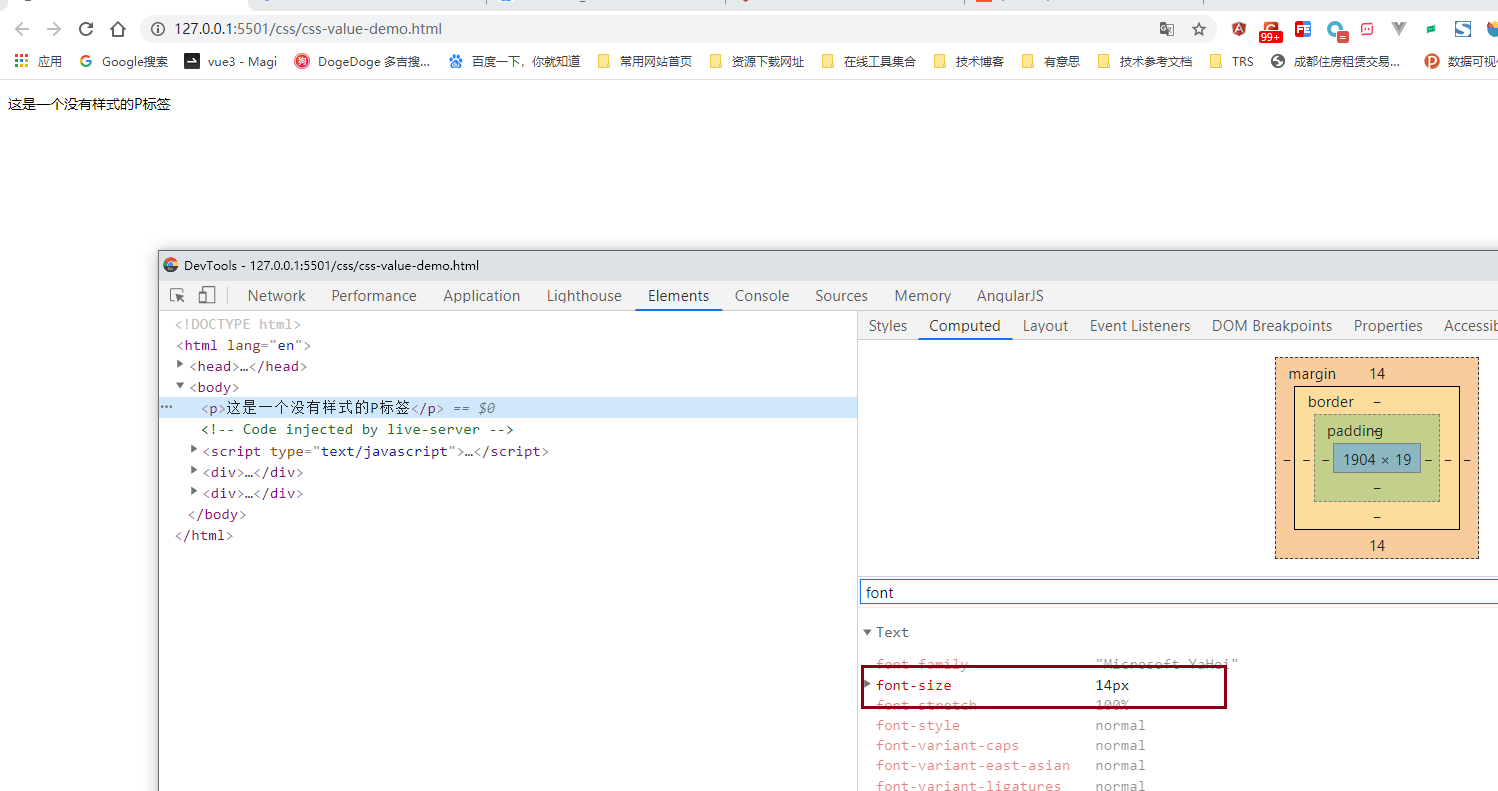 127.0.0.1:5501/css/css-value-demo.html
99+
应用 Google搜索 vue3 - Magi DogeDoge 多吉搜... 百度一下，你就知道 常用网站首页 资源下载网址 在线工具集合 技术博客 有意思 技术参考文档 TRS 成都住房租赁交易... 数据可视
这是一个没有样式的P标签
DevTools - 127.0.0.1:5501/css/css-value-demo.html
Network Performance Application Lighthouse Elements Console Sources Memory AngularJS
<!DOCTYPE html>
<html lang="en">
<head>…</head>
<body>
<p>这是一个没有样式的P标签</p> == $0
<!-- Code injected by live-server -->
<script type="text/javascript">…</script>
<div>…</div>
<div>…</div>
</body>
</html>
Styles Computed Layout Event Listeners DOM Breakpoints Properties Accessib
margin 14
border –
padding –
– – – 1904 × 19 – – –
–
–
14
font
Text
font-family "Microsoft YaHei"
font-size 14px
font-stretch 100%
font-style normal
font-variant-caps normal
font-variant-east-asian normal
font-variant-ligatures normal